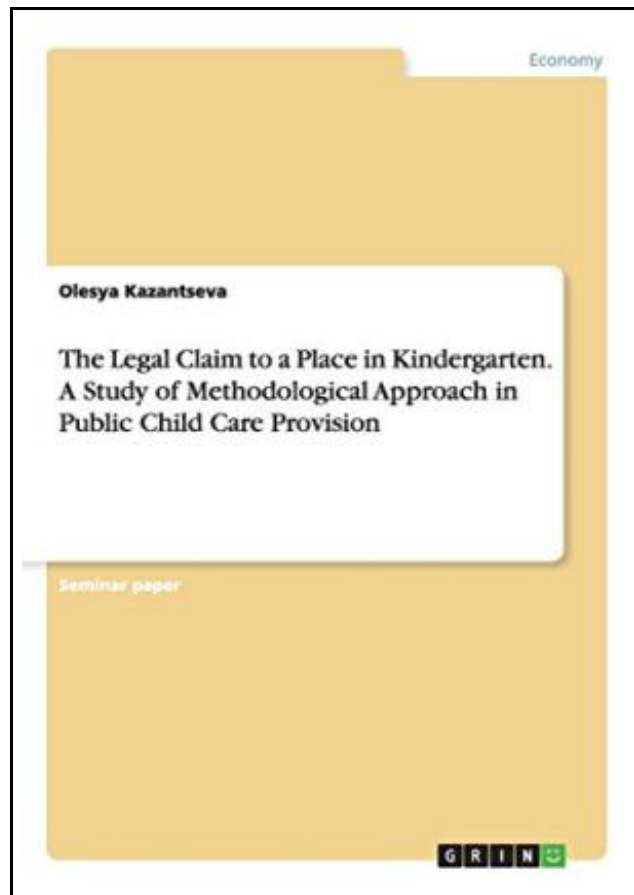 Economy
Olesya Kazantseva
The Legal Claim to a Place in Kindergarten.
A Study of Methodological Approach in
Public Child Care Provision
Seminar paper
GRIN